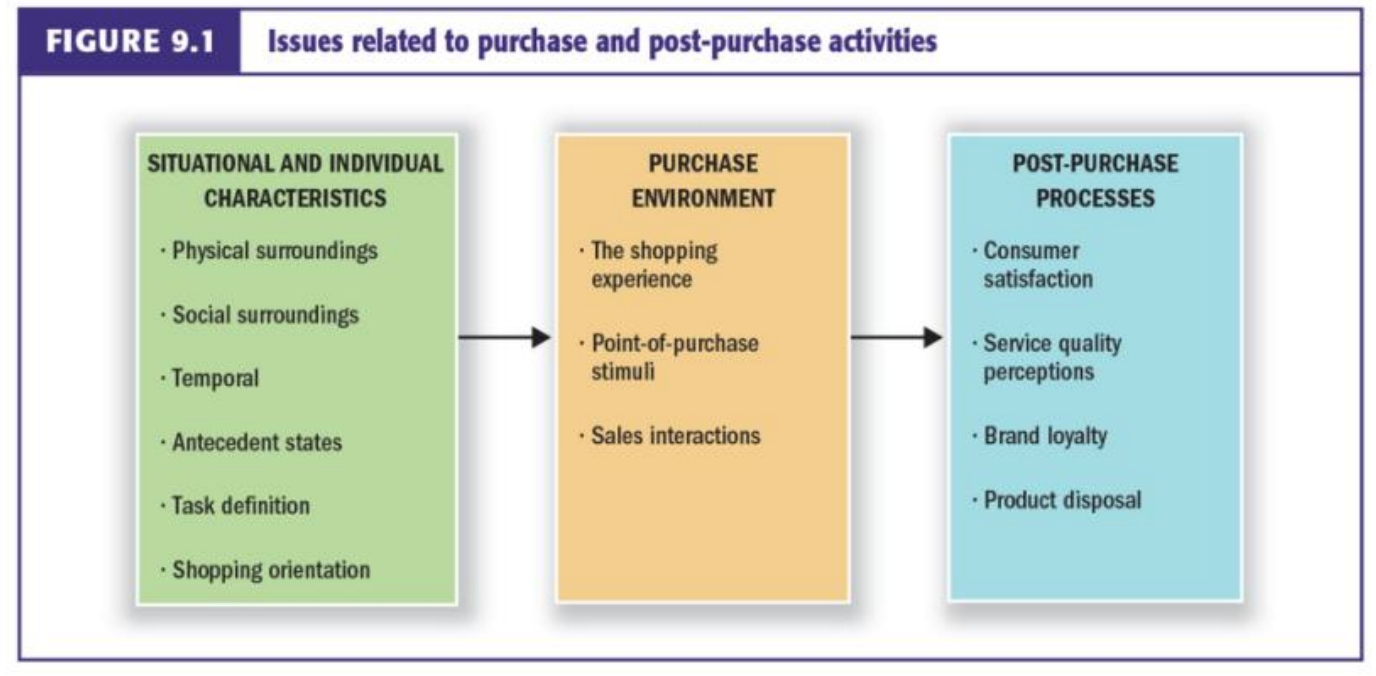 FIGURE 9.1
Issues related to purchase and post-purchase activities
SITUATIONAL AND INDIVIDUAL
CHARACTERISTICS
· Physical surroundings
· Social surroundings
· Temporal
· Antecedent states
· Task definition
· Shopping orientation
PURCHASE
ENVIRONMENT
· The shopping
experience
· Point-of-purchase
stimuli
· Sales interactions
POST-PURCHASE
PROCESSES
· Consumer
satisfaction
· Service quality
perceptions
· Brand loyalty
· Product disposal